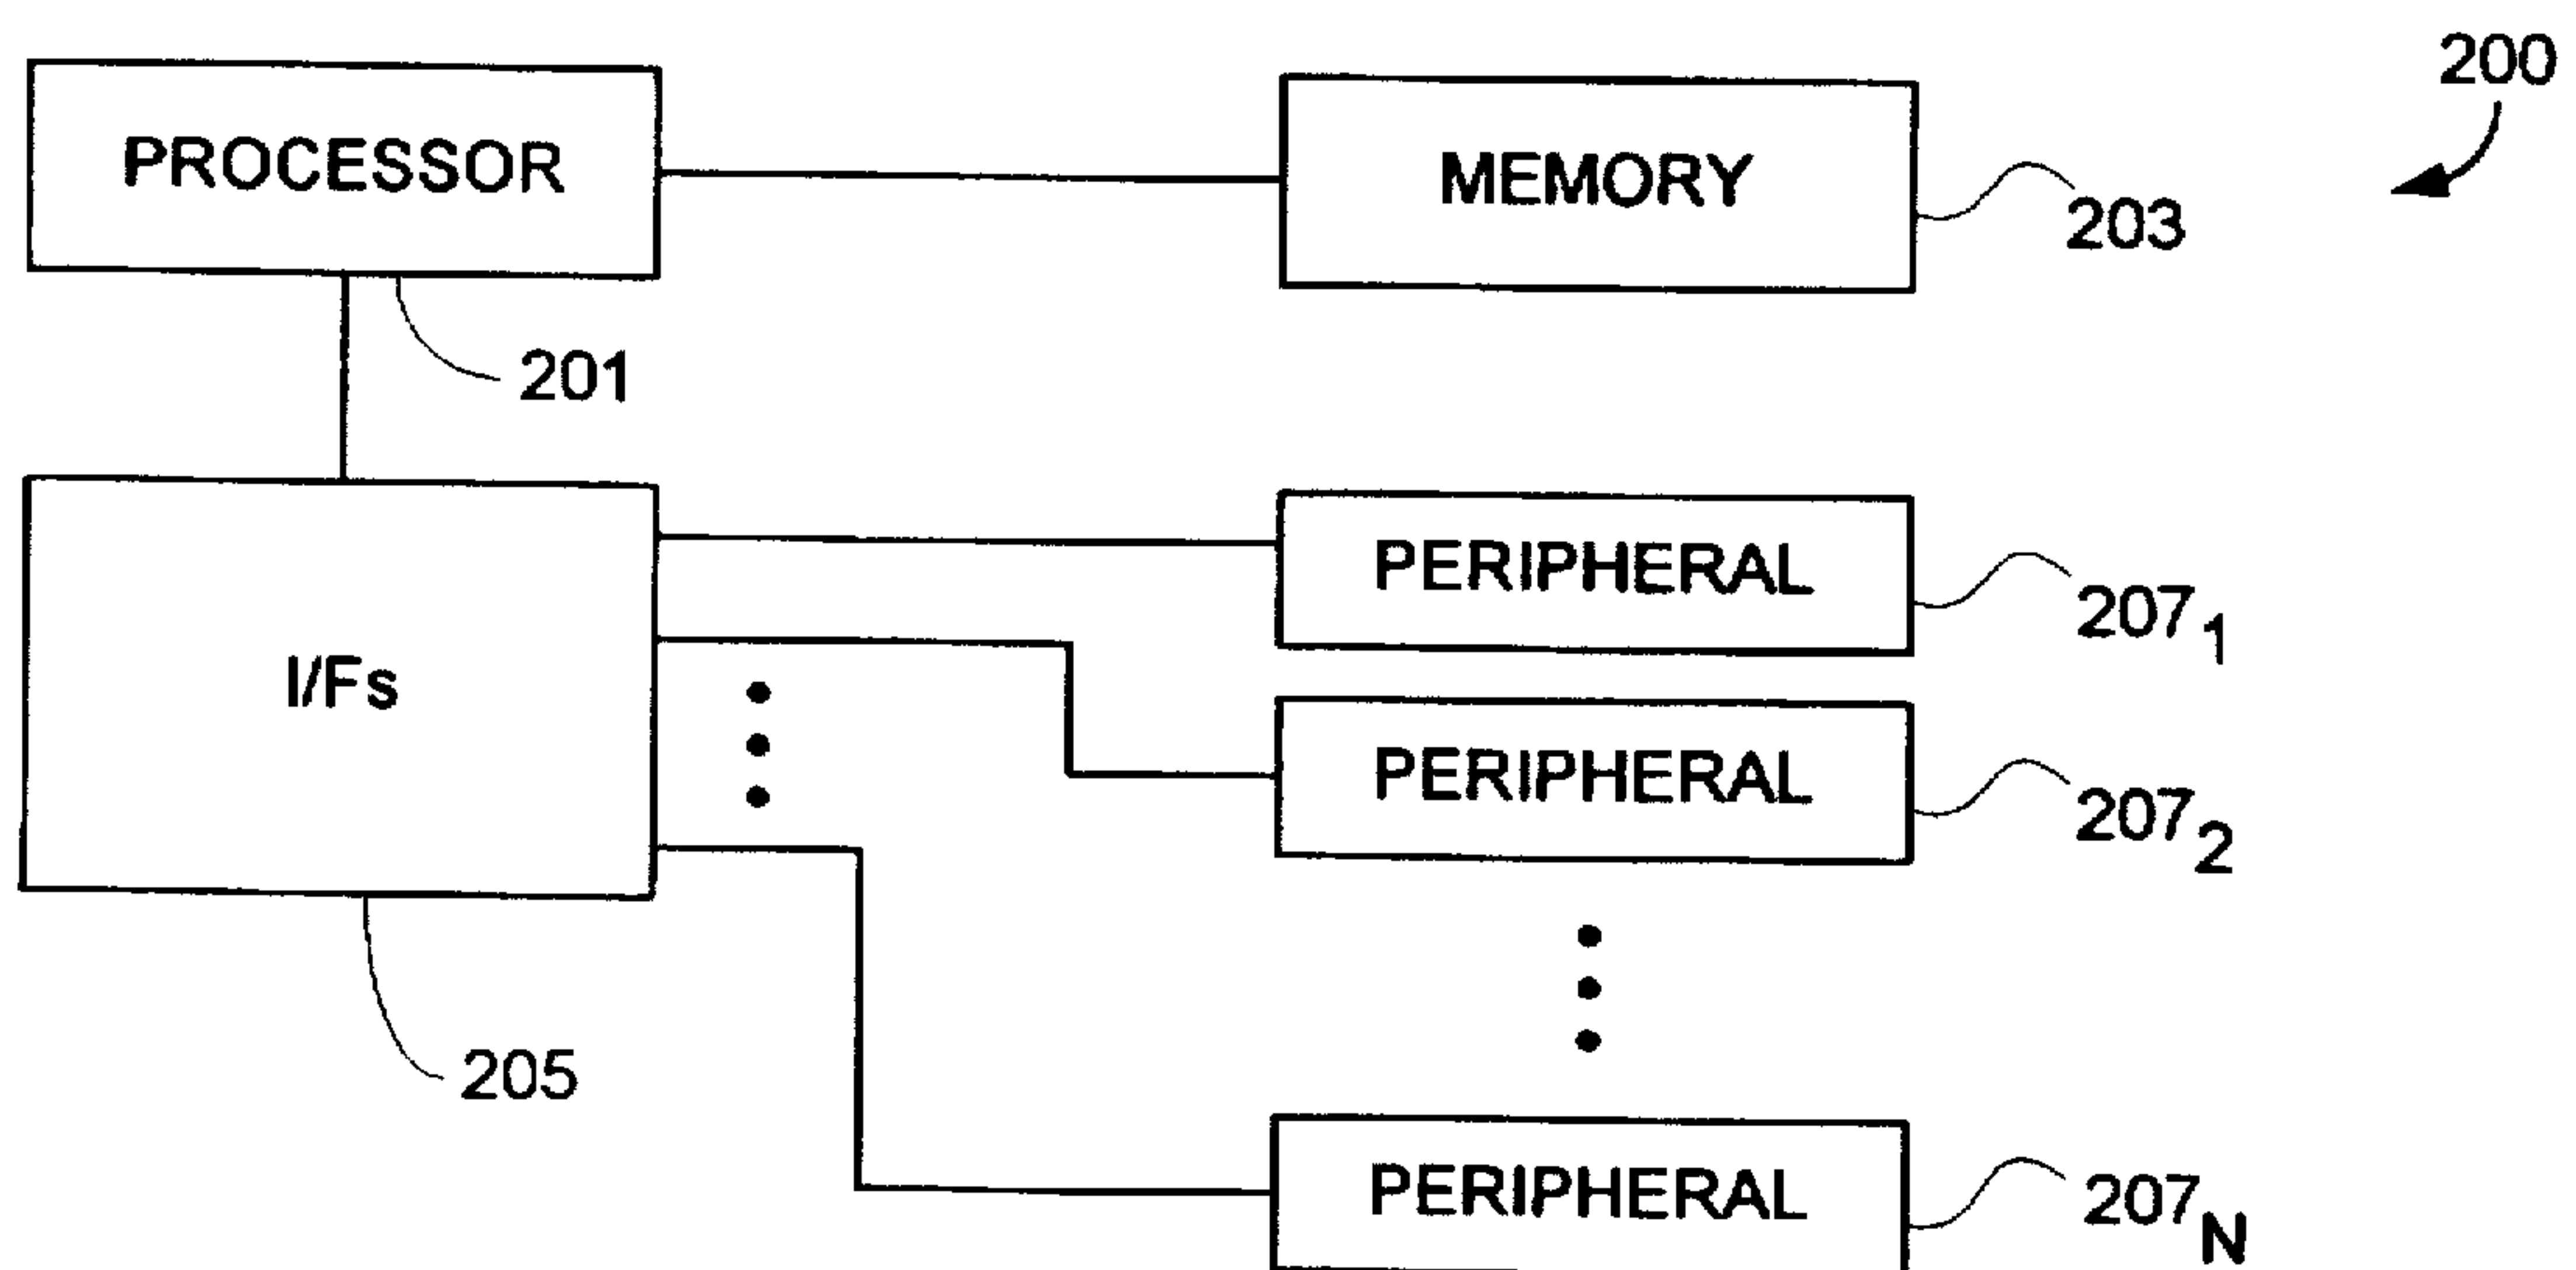 200
PROCESSOR
MEMORY
203
201
PERIPHERAL
207₁
I/Fs
PERIPHERAL
207₂
205
PERIPHERAL
207N